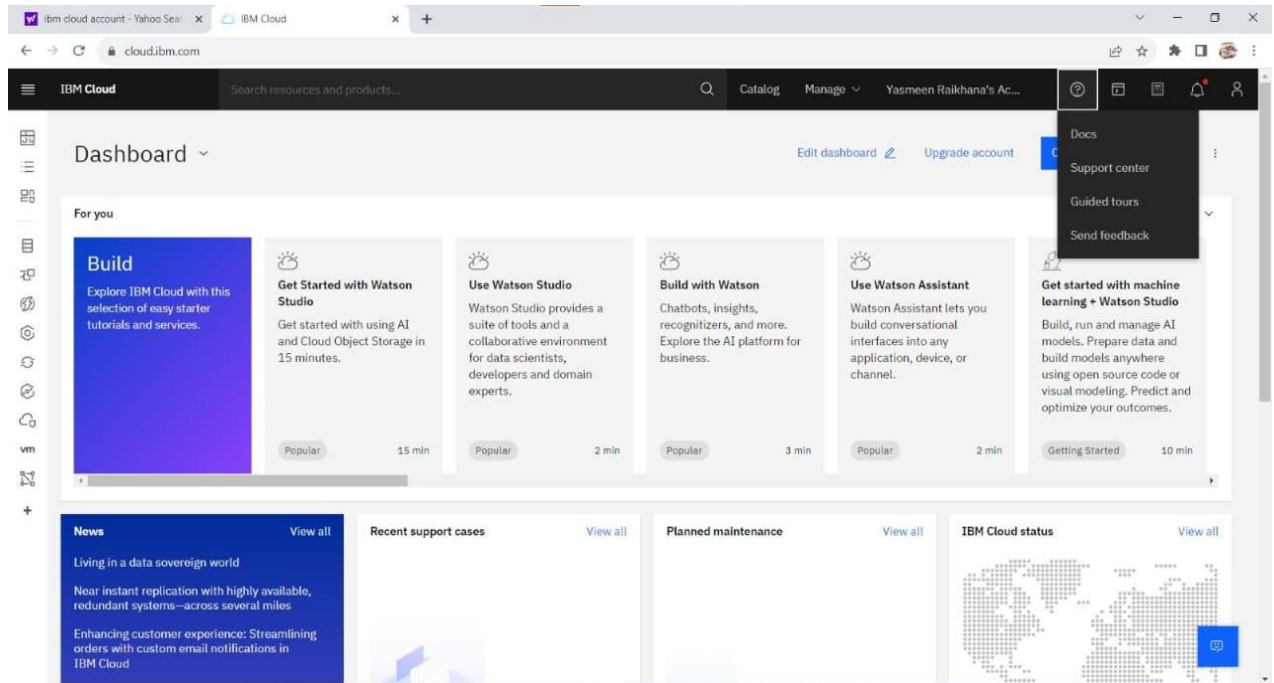 ibm cloud account - Yahoo Sear
IBM Cloud
cloud.ibm.com
IBM Cloud
Search resources and products...
Catalog
Manage
Yasmeen Raikhana's Ac...
Docs
Support center
Guided tours
Send feedback
Dashboard
Edit dashboard
Upgrade account
For you
Build
Explore IBM Cloud with this
selection of easy starter
tutorials and services.
Get Started with Watson
Studio
Get started with using AI
and Cloud Object Storage in
15 minutes.
Popular
15 min
Use Watson Studio
Watson Studio provides a
suite of tools and a
collaborative environment
for data scientists,
developers and domain
experts.
Popular
2 min
Build with Watson
Chatbots, insights,
recognizers, and more.
Explore the AI platform for
business.
Popular
3 min
Use Watson Assistant
Watson Assistant lets you
build conversational
interfaces into any
application, device, or
channel.
Popular
2 min
Get started with machine
learning + Watson Studio
Build, run and manage AI
models. Prepare data and
build models anywhere
using open source code or
visual modeling. Predict and
optimize your outcomes.
Getting Started
10 min
vm
News
View all
Living in a data sovereign world
Near instant replication with highly available,
redundant systems—across several miles
Enhancing customer experience: Streamlining
orders with custom email notifications in
IBM Cloud
Recent support cases
View all
Planned maintenance
View all
IBM Cloud status
View all